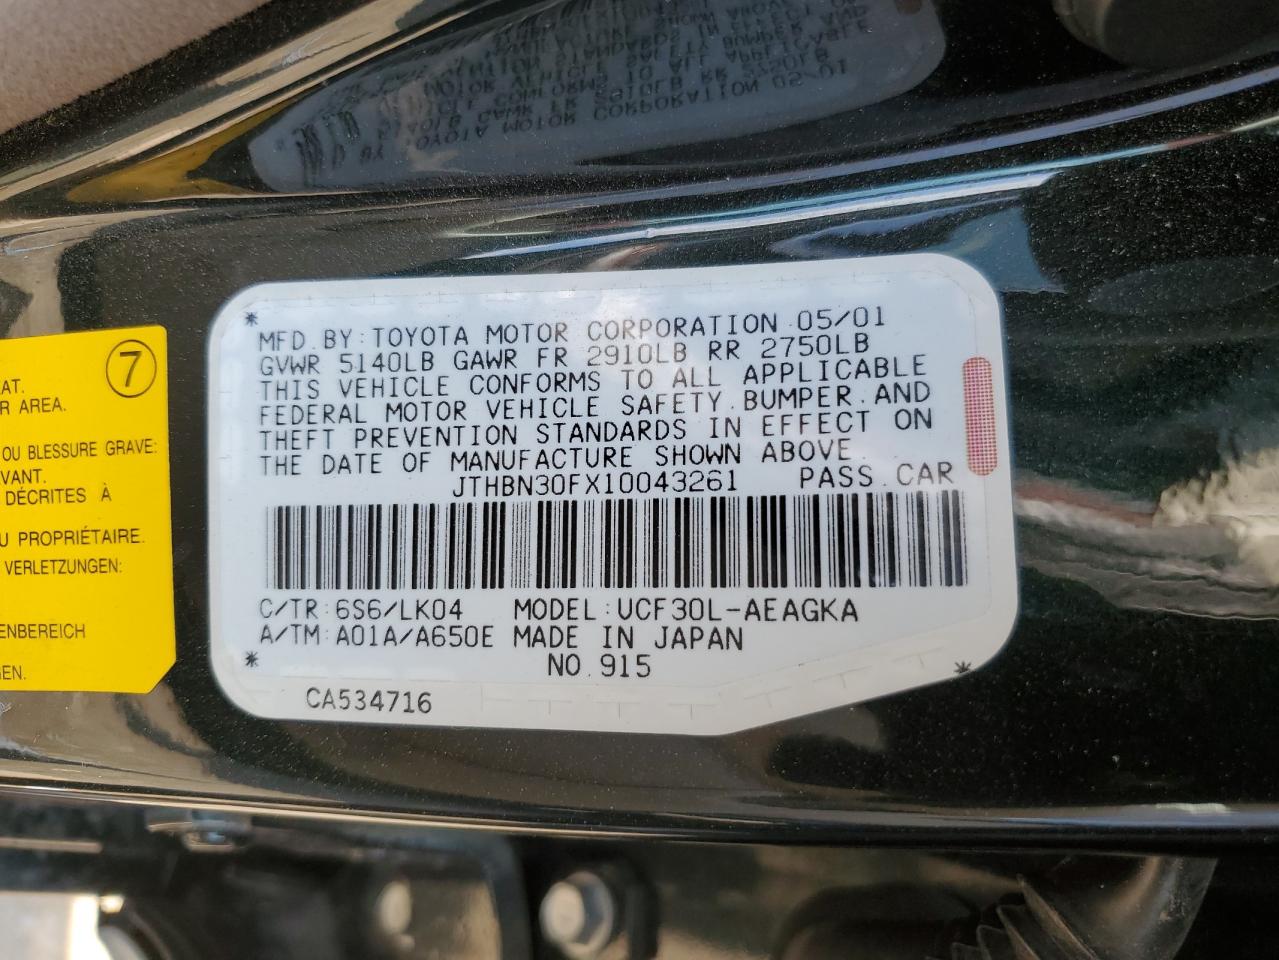 MFD. BY: TOYOTA MOTOR CORPORATION 05/01
GVWR 5140LB GAWR FR 2910LB RR 2750LB
THIS VEHICLE CONFORMS TO ALL APPLICABLE
FEDERAL MOTOR VEHICLE SAFETY, BUMPER, AND
THEFT PREVENTION STANDARDS IN EFFECT ON
THE DATE OF MANUFACTURE SHOWN ABOVE.
JTHBN30FX10043261 PASS. CAR
C/TR: 6S6/LK04 MODEL: UCF30L-AEAGKA
A/TM: A01A/A650E MADE IN JAPAN
NO. 915
CA534716
7
AT.
R AREA.
OU BLESSURE GRAVE:
AVANT.
DÉCRITES À
U PROPRIÉTAIRE.
VERLETZUNGEN:
ENBEREICH
EN.